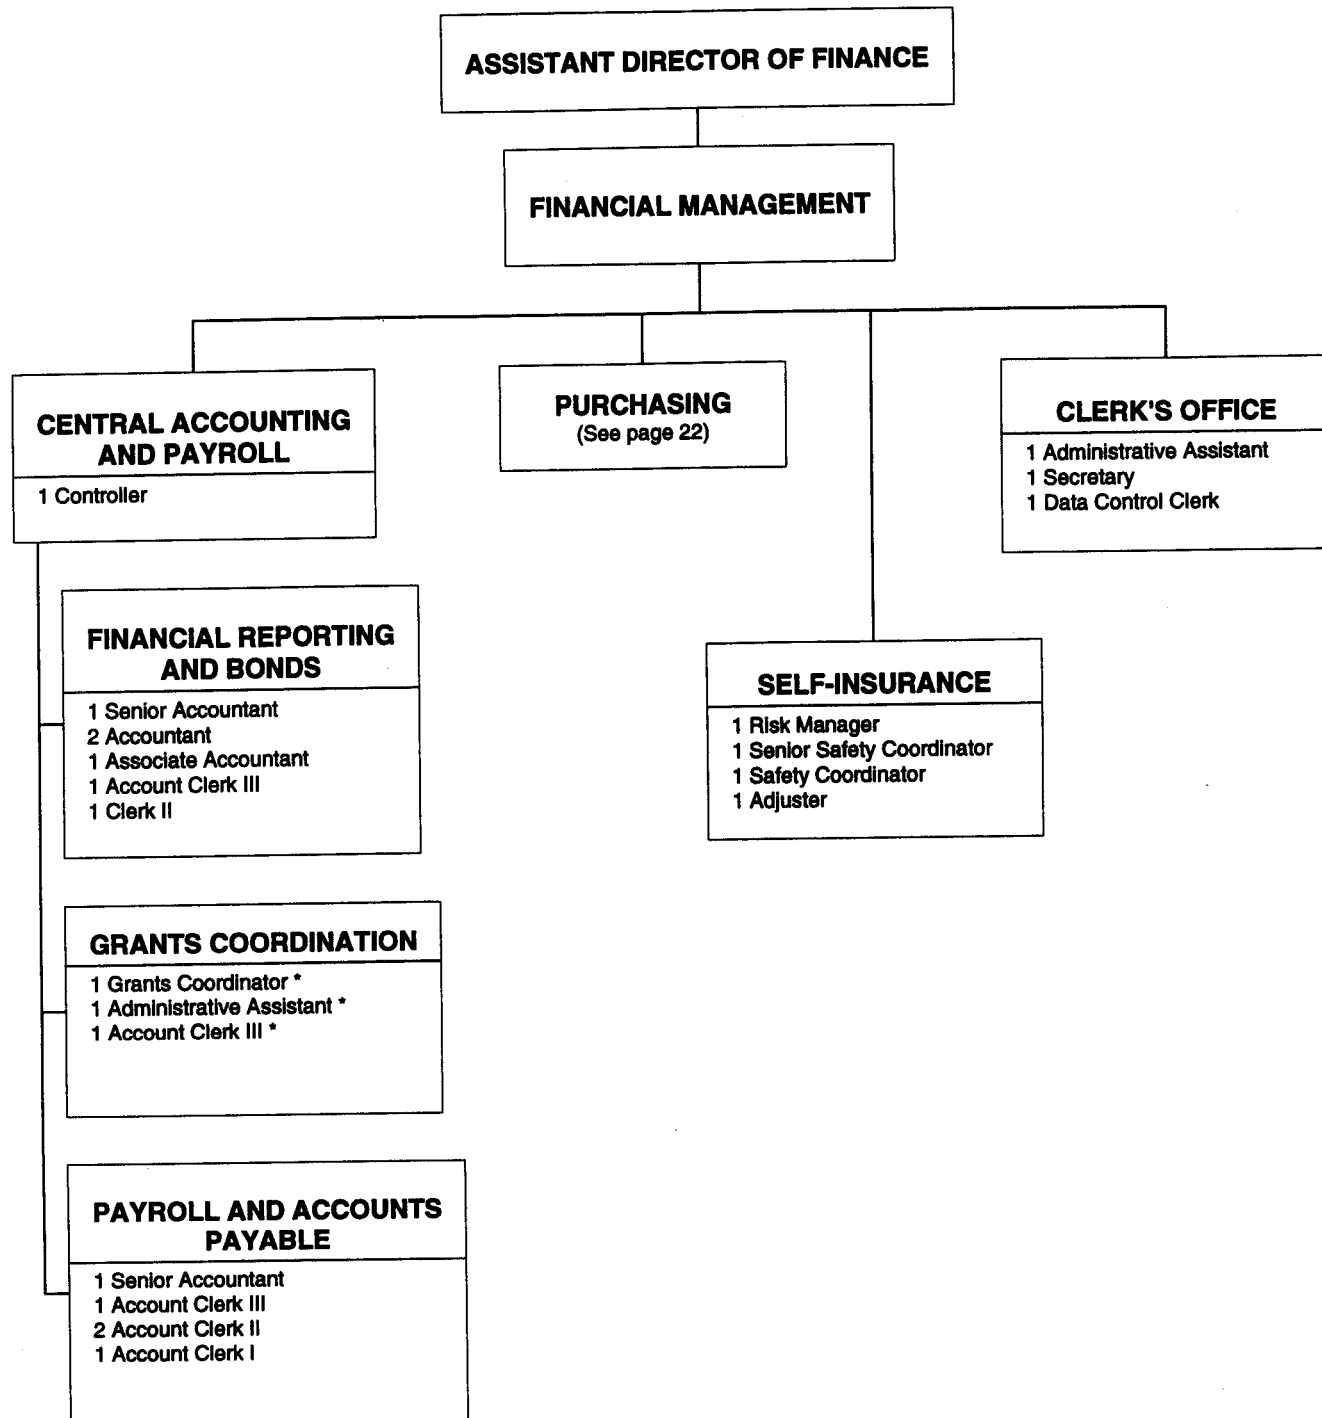 ASSISTANT DIRECTOR OF FINANCE
FINANCIAL MANAGEMENT
CENTRAL ACCOUNTING
AND PAYROLL
1 Controller
PURCHASING
(See page 22)
CLERK'S OFFICE
1 Administrative Assistant
1 Secretary
1 Data Control Clerk
FINANCIAL REPORTING
AND BONDS
1 Senior Accountant
2 Accountant
1 Associate Accountant
1 Account Clerk III
1 Clerk II
SELF-INSURANCE
1 Risk Manager
1 Senior Safety Coordinator
1 Safety Coordinator
1 Adjuster
GRANTS COORDINATION
1 Grants Coordinator *
1 Administrative Assistant *
1 Account Clerk III *
PAYROLL AND ACCOUNTS
PAYABLE
1 Senior Accountant
1 Account Clerk III
2 Account Clerk II
1 Account Clerk I